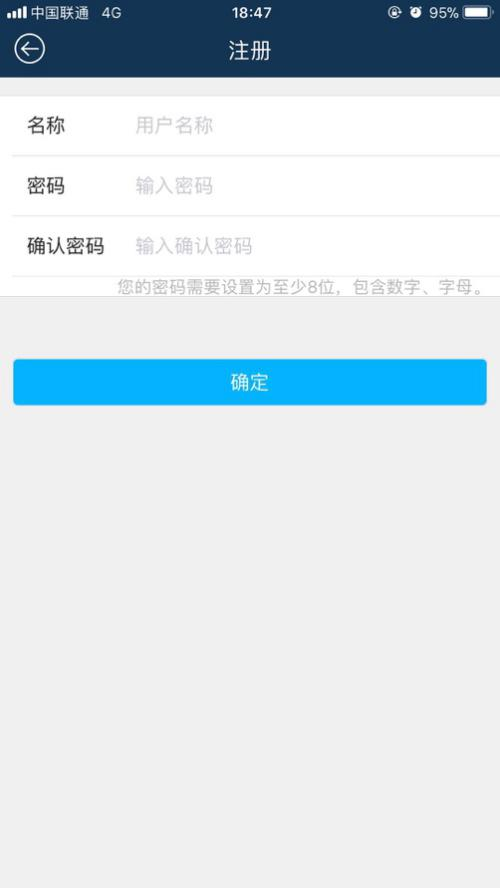 中国联通 4G 18:47 95%
注册
名称 用户名称
密码 输入密码
确认密码 输入确认密码
您的密码需要设置为至少8位，包含数字、字母。
确定